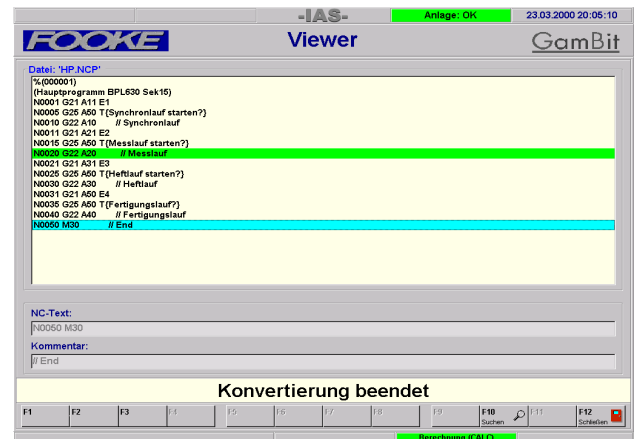 -IAS-
Anlage: OK
23.03.2000 20:05:10
FOOKE
Viewer
GamBit
Datei: 'HP.NCP'
%(000001)
(Hauptprogramm BPL630 Sek15)
N0001 G21 A11 E1
N0005 G25 A50 T{Synchronlauf starten?}
N0010 G22 A10 // Synchronlauf
N0011 G21 A21 E2
N0015 G25 A50 T{Messlauf starten?}
N0020 G22 A20 // Messlauf
N0021 G21 A31 E3
N0025 G25 A50 T{Heftlauf starten?}
N0030 G22 A30 // Heftlauf
N0031 G21 A50 E4
N0035 G25 A50 T{Fertigungslauf?}
N0040 G22 A40 // Fertigungslauf
N0050 M30 // End
NC-Text:
N0050 M30
Kommentar:
// End
Konvertierung beendet
F1 F2 F3 F4 F5 F6 F7 F8 F9 F10 F11 F12
Suchen Schließen
Berechnung (CALC)